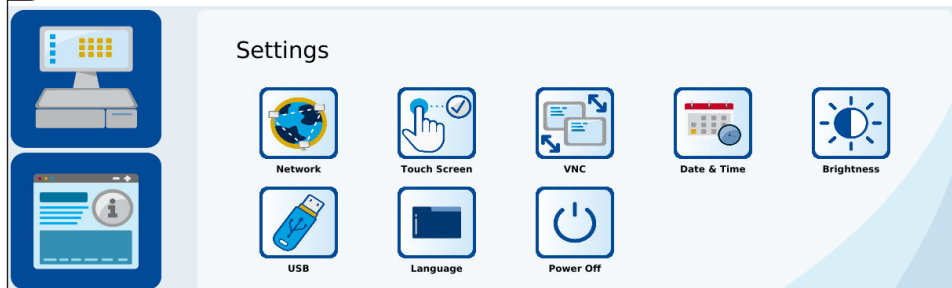 Settings
Network Touch Screen VNC Date & Time Brightness
USB Language Power Off